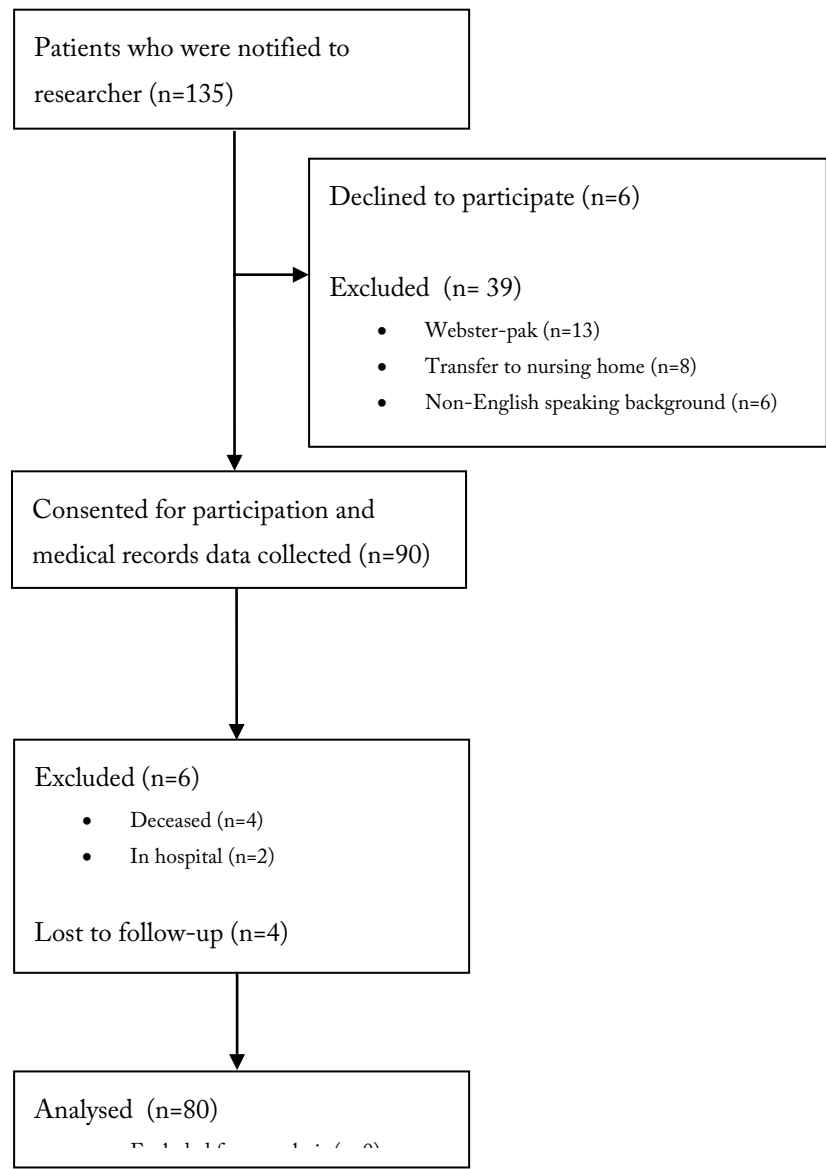 Patients who were notified to
researcher (n=135)
Declined to participate (n=6)
Excluded (n= 39)
• Webster-pak (n=13)
• Transfer to nursing home (n=8)
• Non-English speaking background (n=6)
Consented for participation and
medical records data collected (n=90)
Excluded (n=6)
• Deceased (n=4)
• In hospital (n=2)
Lost to follow-up (n=4)
Analysed (n=80)